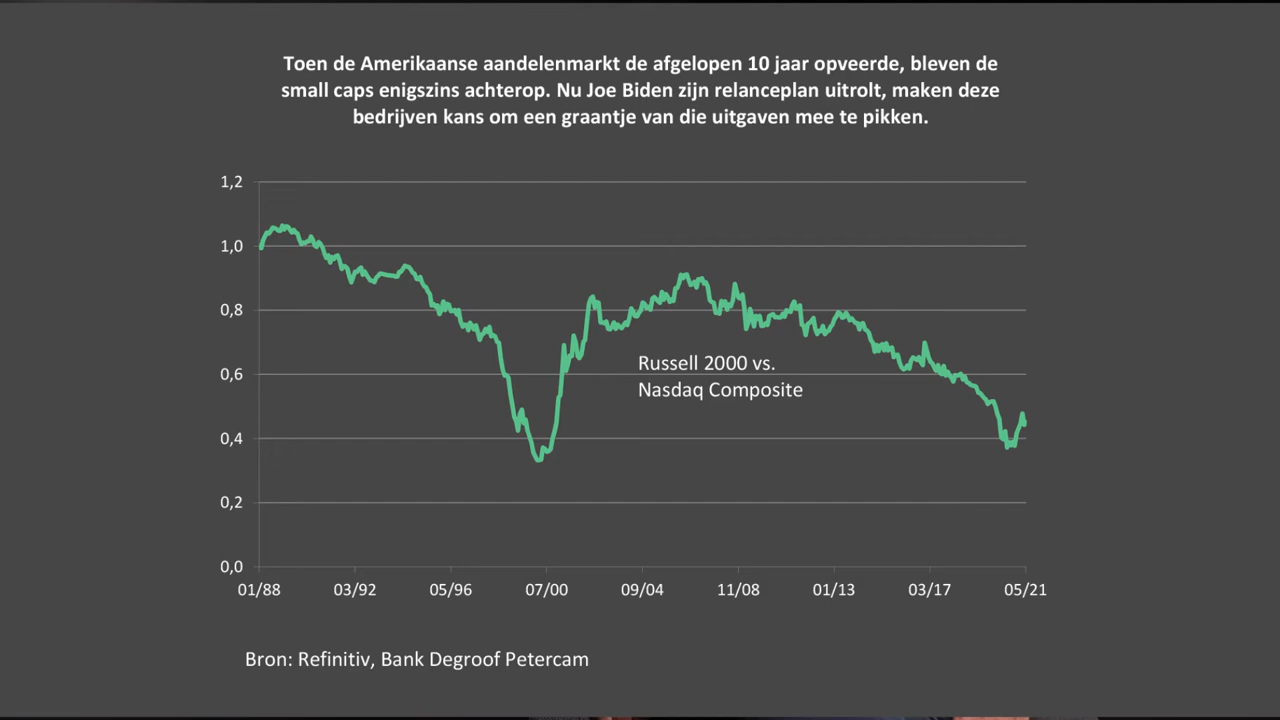 Toen de Amerikaanse aandelenmarkt de afgelopen 10 jaar opveerde, bleven de
small caps enigszins achterop. Nu Joe Biden zijn relanceplan uitrolt, maken deze
bedrijven kans om een graantje van die uitgaven mee te pikken.
1,2
1,0
0,8
0,6
0,4
0,2
0,0
Russell 2000 vs.
Nasdaq Composite
01/88 03/92 05/96 07/00 09/04 11/08 01/13 03/17 05/21
Bron: Refinitiv, Bank Degroof Petercam